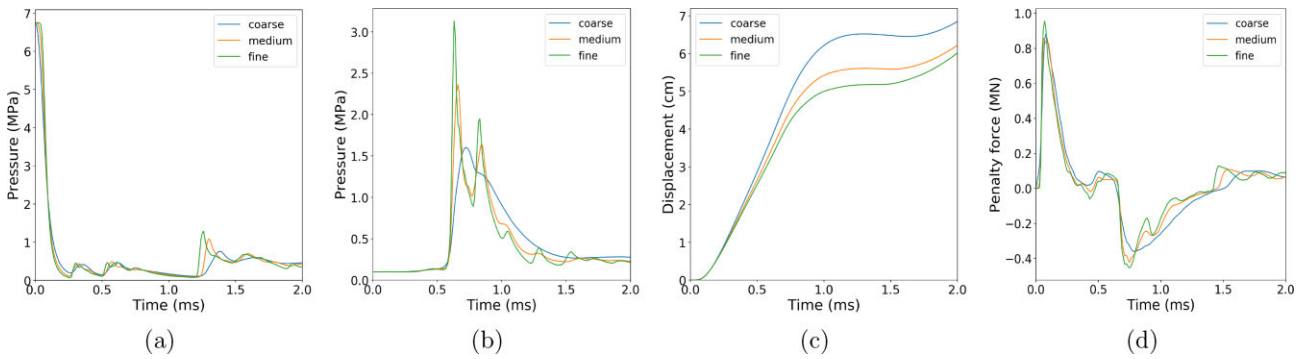 7
6
5
4
3
2
1
0
Pressure (MPa)
0.0 0.5 1.0 1.5 2.0
Time (ms)
coarse
medium
fine
(a)
3.0
2.5
2.0
1.5
1.0
0.5
0.0
Pressure (MPa)
0.0 0.5 1.0 1.5 2.0
Time (ms)
coarse
medium
fine
(b)
7
6
5
4
3
2
1
0
Displacement (cm)
0.0 0.5 1.0 1.5 2.0
Time (ms)
coarse
medium
fine
(c)
1.0
0.8
0.6
0.4
0.2
0.0
−0.2
−0.4
Penalty force (MN)
0.0 0.5 1.0 1.5 2.0
Time (ms)
coarse
medium
fine
(d)